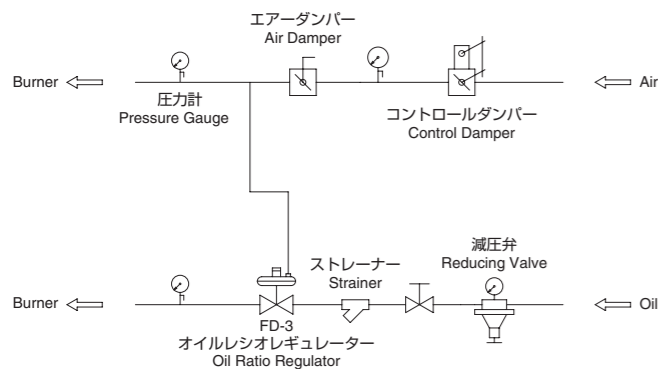 エアーダンパー
Air Damper
Burner
Air
圧力計
Pressure Gauge
コントロールダンパー
Control Damper
ストレーナー
Strainer
減圧弁
Reducing Valve
Burner
Oil
FD-3
オイルレシオレギュレーター
Oil Ratio Regulator